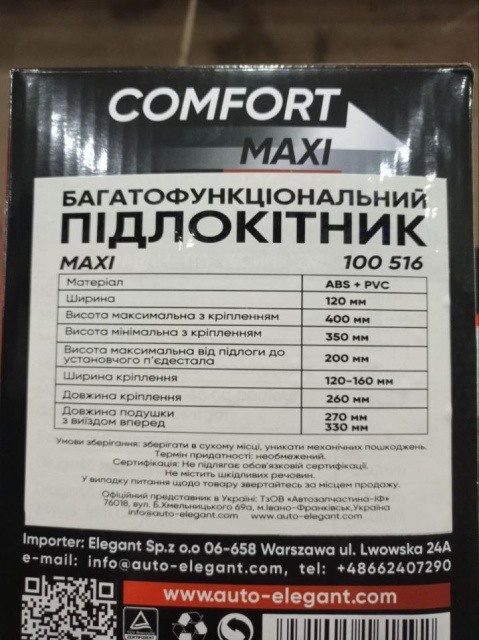 COMFORT
MAXI
БАГАТОФУНКЦІОНАЛЬНИЙ
ПІДЛОКІТНИК
MAXI 100 516
Матеріал ABS + PVC
Ширина 120 мм
Висота максимальна з кріпленням 400 мм
Висота мінімальна з кріпленням 350 мм
Висота максимальна від підлоги до
установчого п'єдестала 200 мм
Ширина кріплення 120-160 мм
Довжина кріплення 260 мм
Довжина подушки 270 мм
з виїздом вперед 330 мм
Умови зберігання: зберігати в сухому місці, уникати механічних пошкоджень.
Термін придатності: необмежений.
Сертифікація: Не підлягає обов'язковій сертифікації.
Не містить шкідливих речовин.
У випадку питання щодо товару звертайтесь за місцем продажу.
Офіційний представник в Україні: ТзОВ «Автозапчастина-ІФ»
76018, вул. Б.Хмельницького 69а, м.Івано-Франківськ,Україна
info@auto-elegant.com www.auto-elegant.com
Importer: Elegant Sp.z o.o 06-658 Warszawa ul. Lwowska 24A
e-mail: info@auto-elegant.com, tel: +48662407290
www.auto-elegant.com